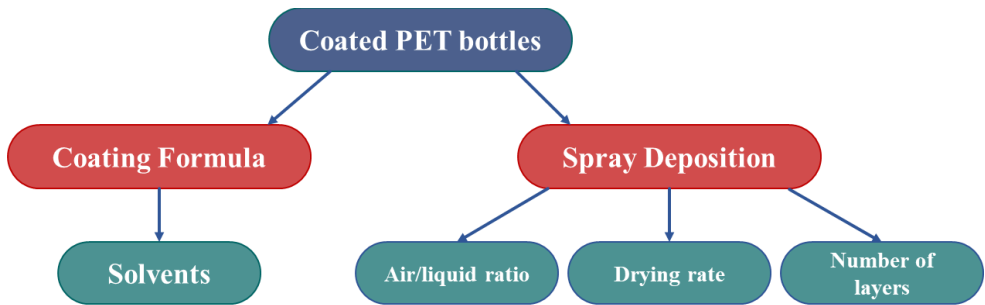 Coated PET bottles
Coating Formula
Spray Deposition
Solvents
Air/liquid ratio
Drying rate
Number of
layers